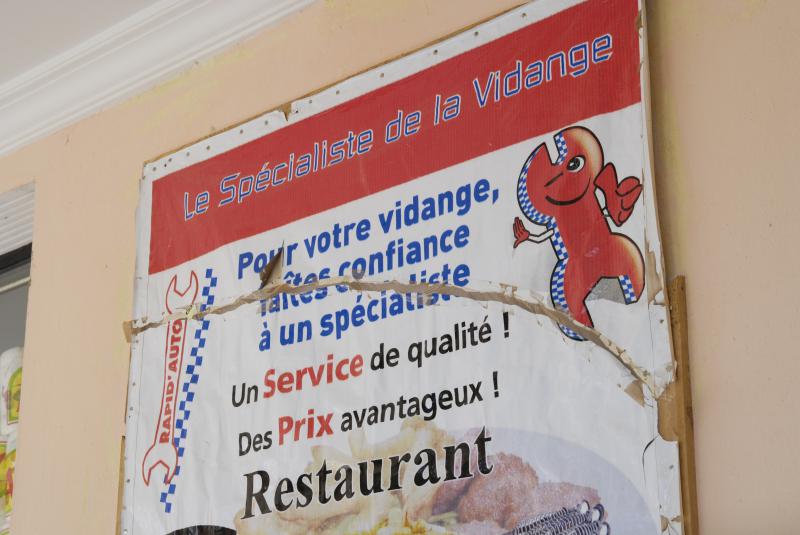 Le Spécialiste de la Vidange
Pour votre vidange,
faîtes confiance
à un spécialiste
RAPID'AUTO
Un Service de qualité !
Des Prix avantageux !
Restaurant